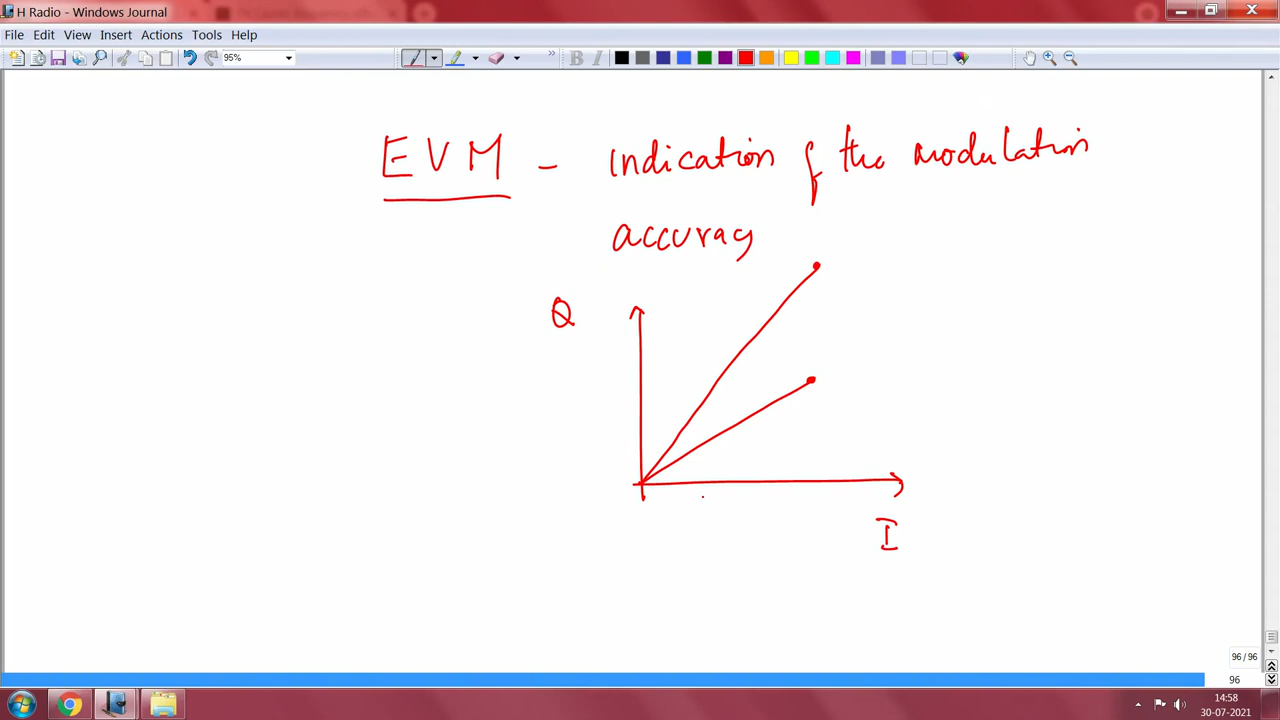 H Radio - Windows Journal
File Edit View Insert Actions Tools Help
95% B I
EVM - indication of the modulation
accuracy
Q
I
96 / 96
96
14:58
30-07-2021